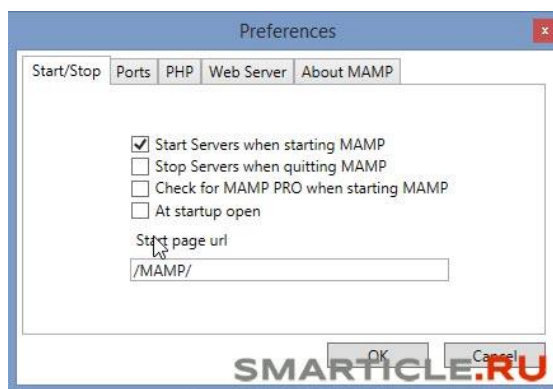 Preferences
x
Start/Stop Ports PHP Web Server About MAMP
Start Servers when starting MAMP
Stop Servers when quitting MAMP
Check for MAMP PRO when starting MAMP
At startup open
Start page url
/MAMP/
OK Cancel
SMARTICLE.RU